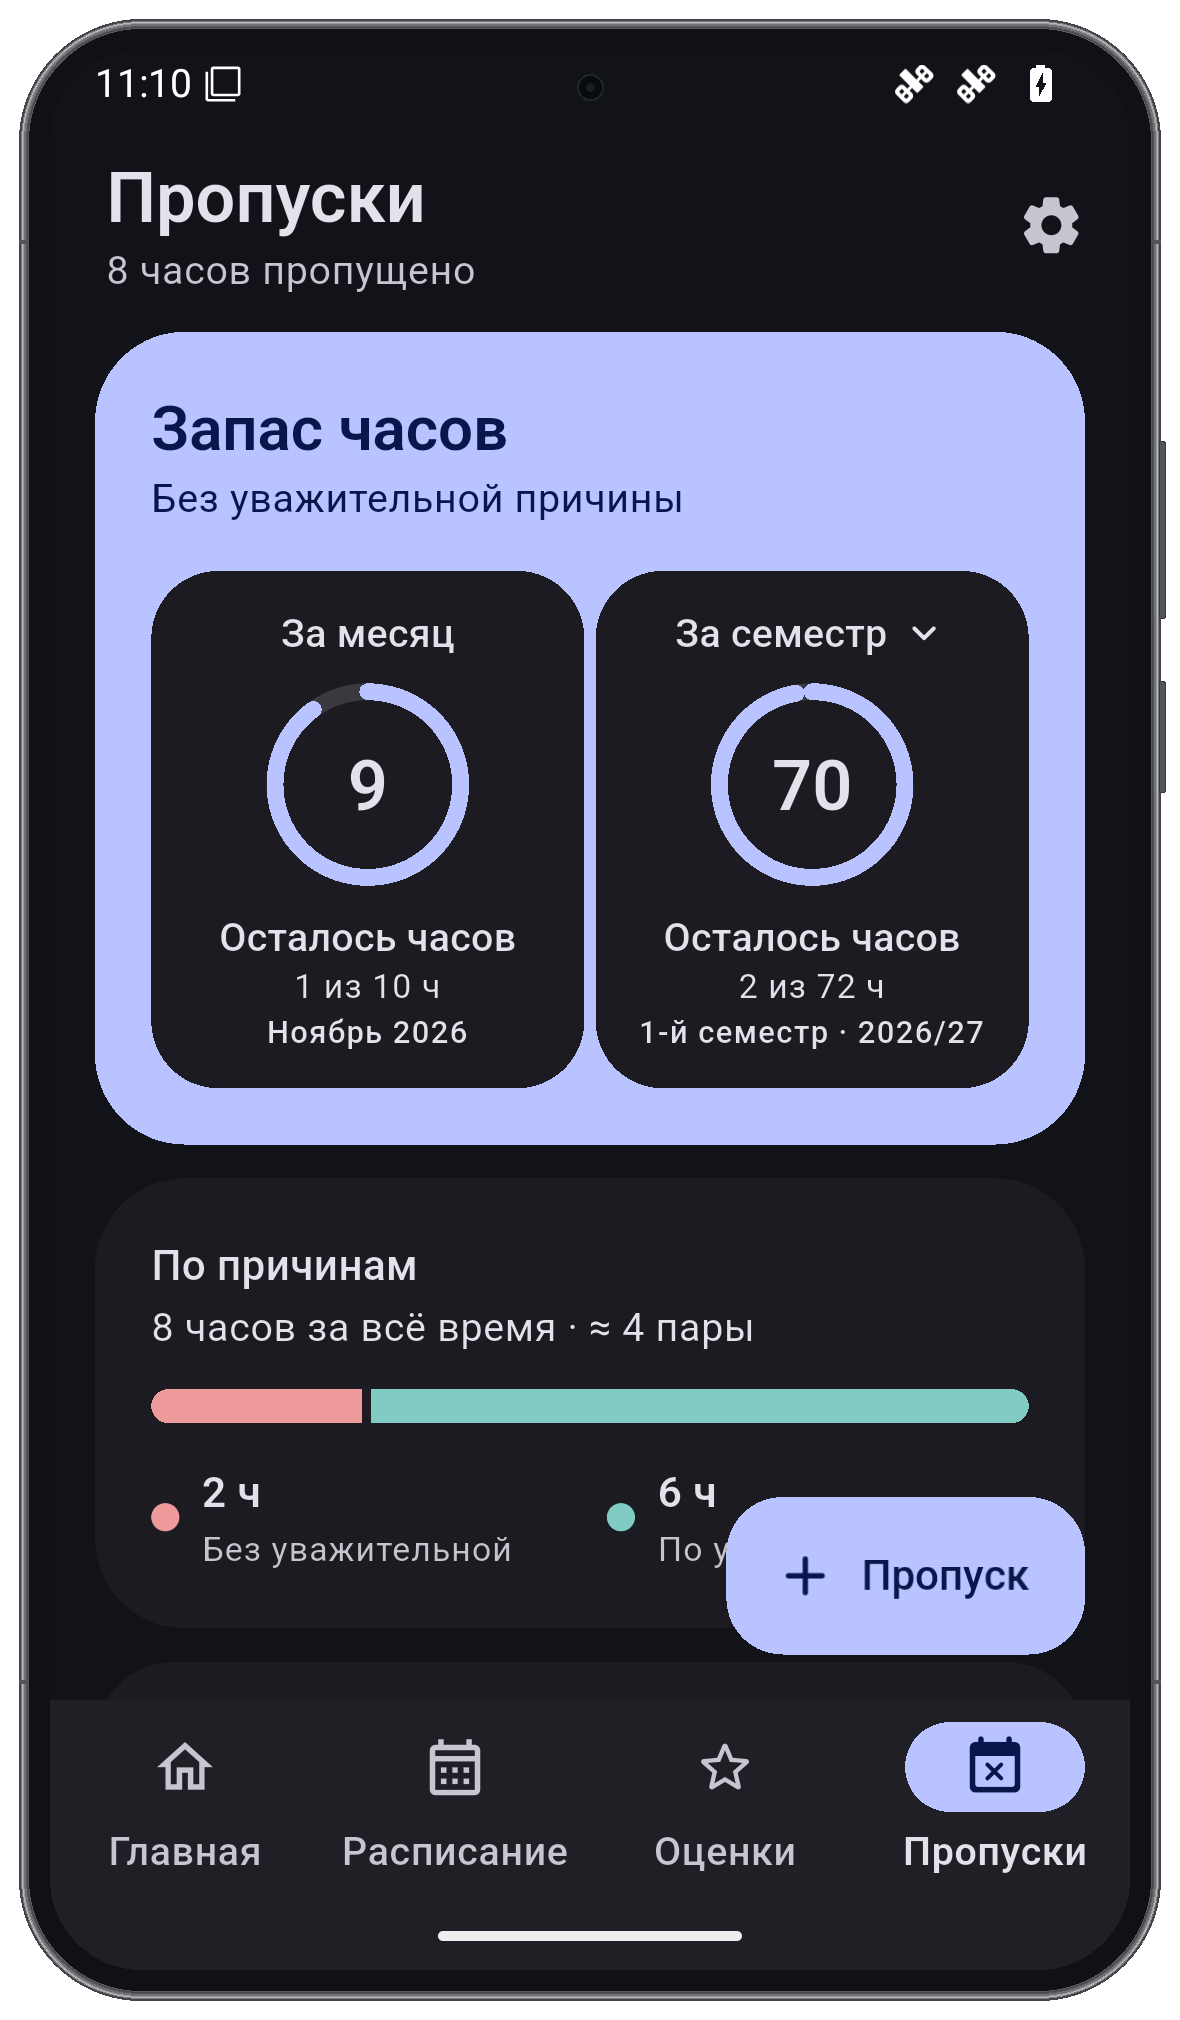 11:10
Пропуски
8 часов пропущено
Запас часов
Без уважительной причины
За месяц
9
Осталось часов
1 из 10 ч
Ноябрь 2026
За семестр
70
Осталось часов
2 из 72 ч
1-й семестр · 2026/27
По причинам
8 часов за всё время · ≈ 4 пары
2 ч
Без уважительной
6 ч
По у
Пропуск
Главная
Расписание
Оценки
Пропуски